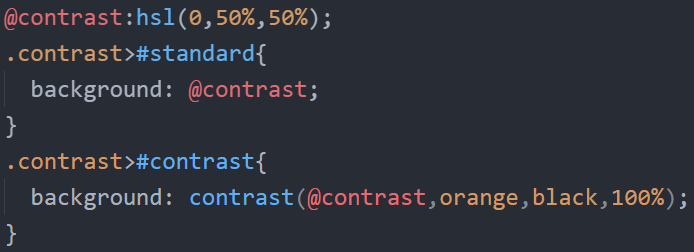 @contrast:hsl(0,50%,50%);
.contrast>#standard{
  background: @contrast;
}
.contrast>#contrast{
  background: contrast(@contrast,orange,black,100%);
}